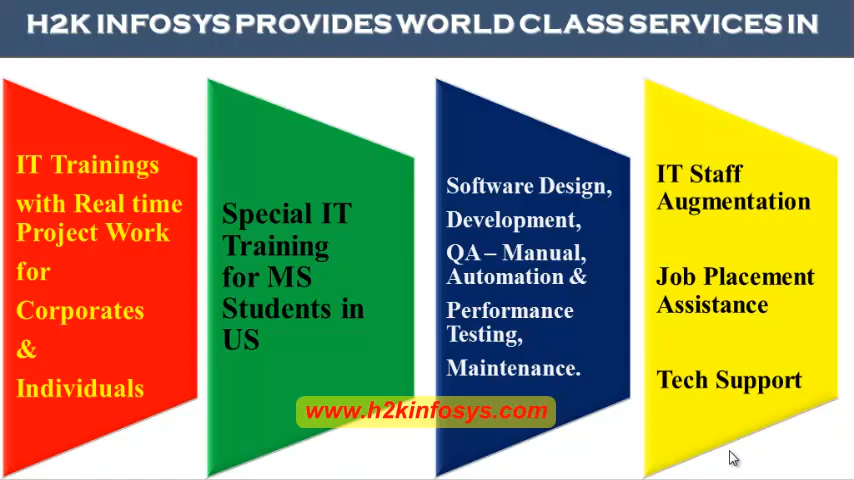 H2K INFOSYS PROVIDES WORLD CLASS SERVICES IN
IT Trainings
with Real time
Project Work
for
Corporates
&
Individuals
Special IT
Training
for MS
Students in
US
Software Design,
Development,
QA – Manual,
Automation &
Performance
Testing,
Maintenance.
IT Staff
Augmentation
Job Placement
Assistance
Tech Support
www.h2kinfosys.com